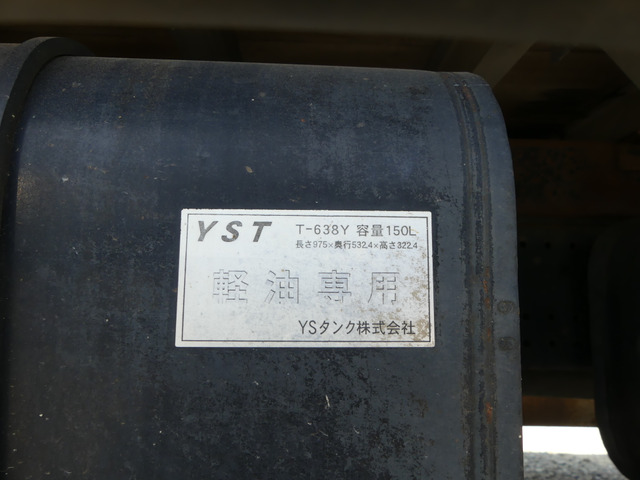 YST T-638Y 容量150L
長さ975×奥行532.4×高さ322.4
軽油専用
YSタンク株式会社